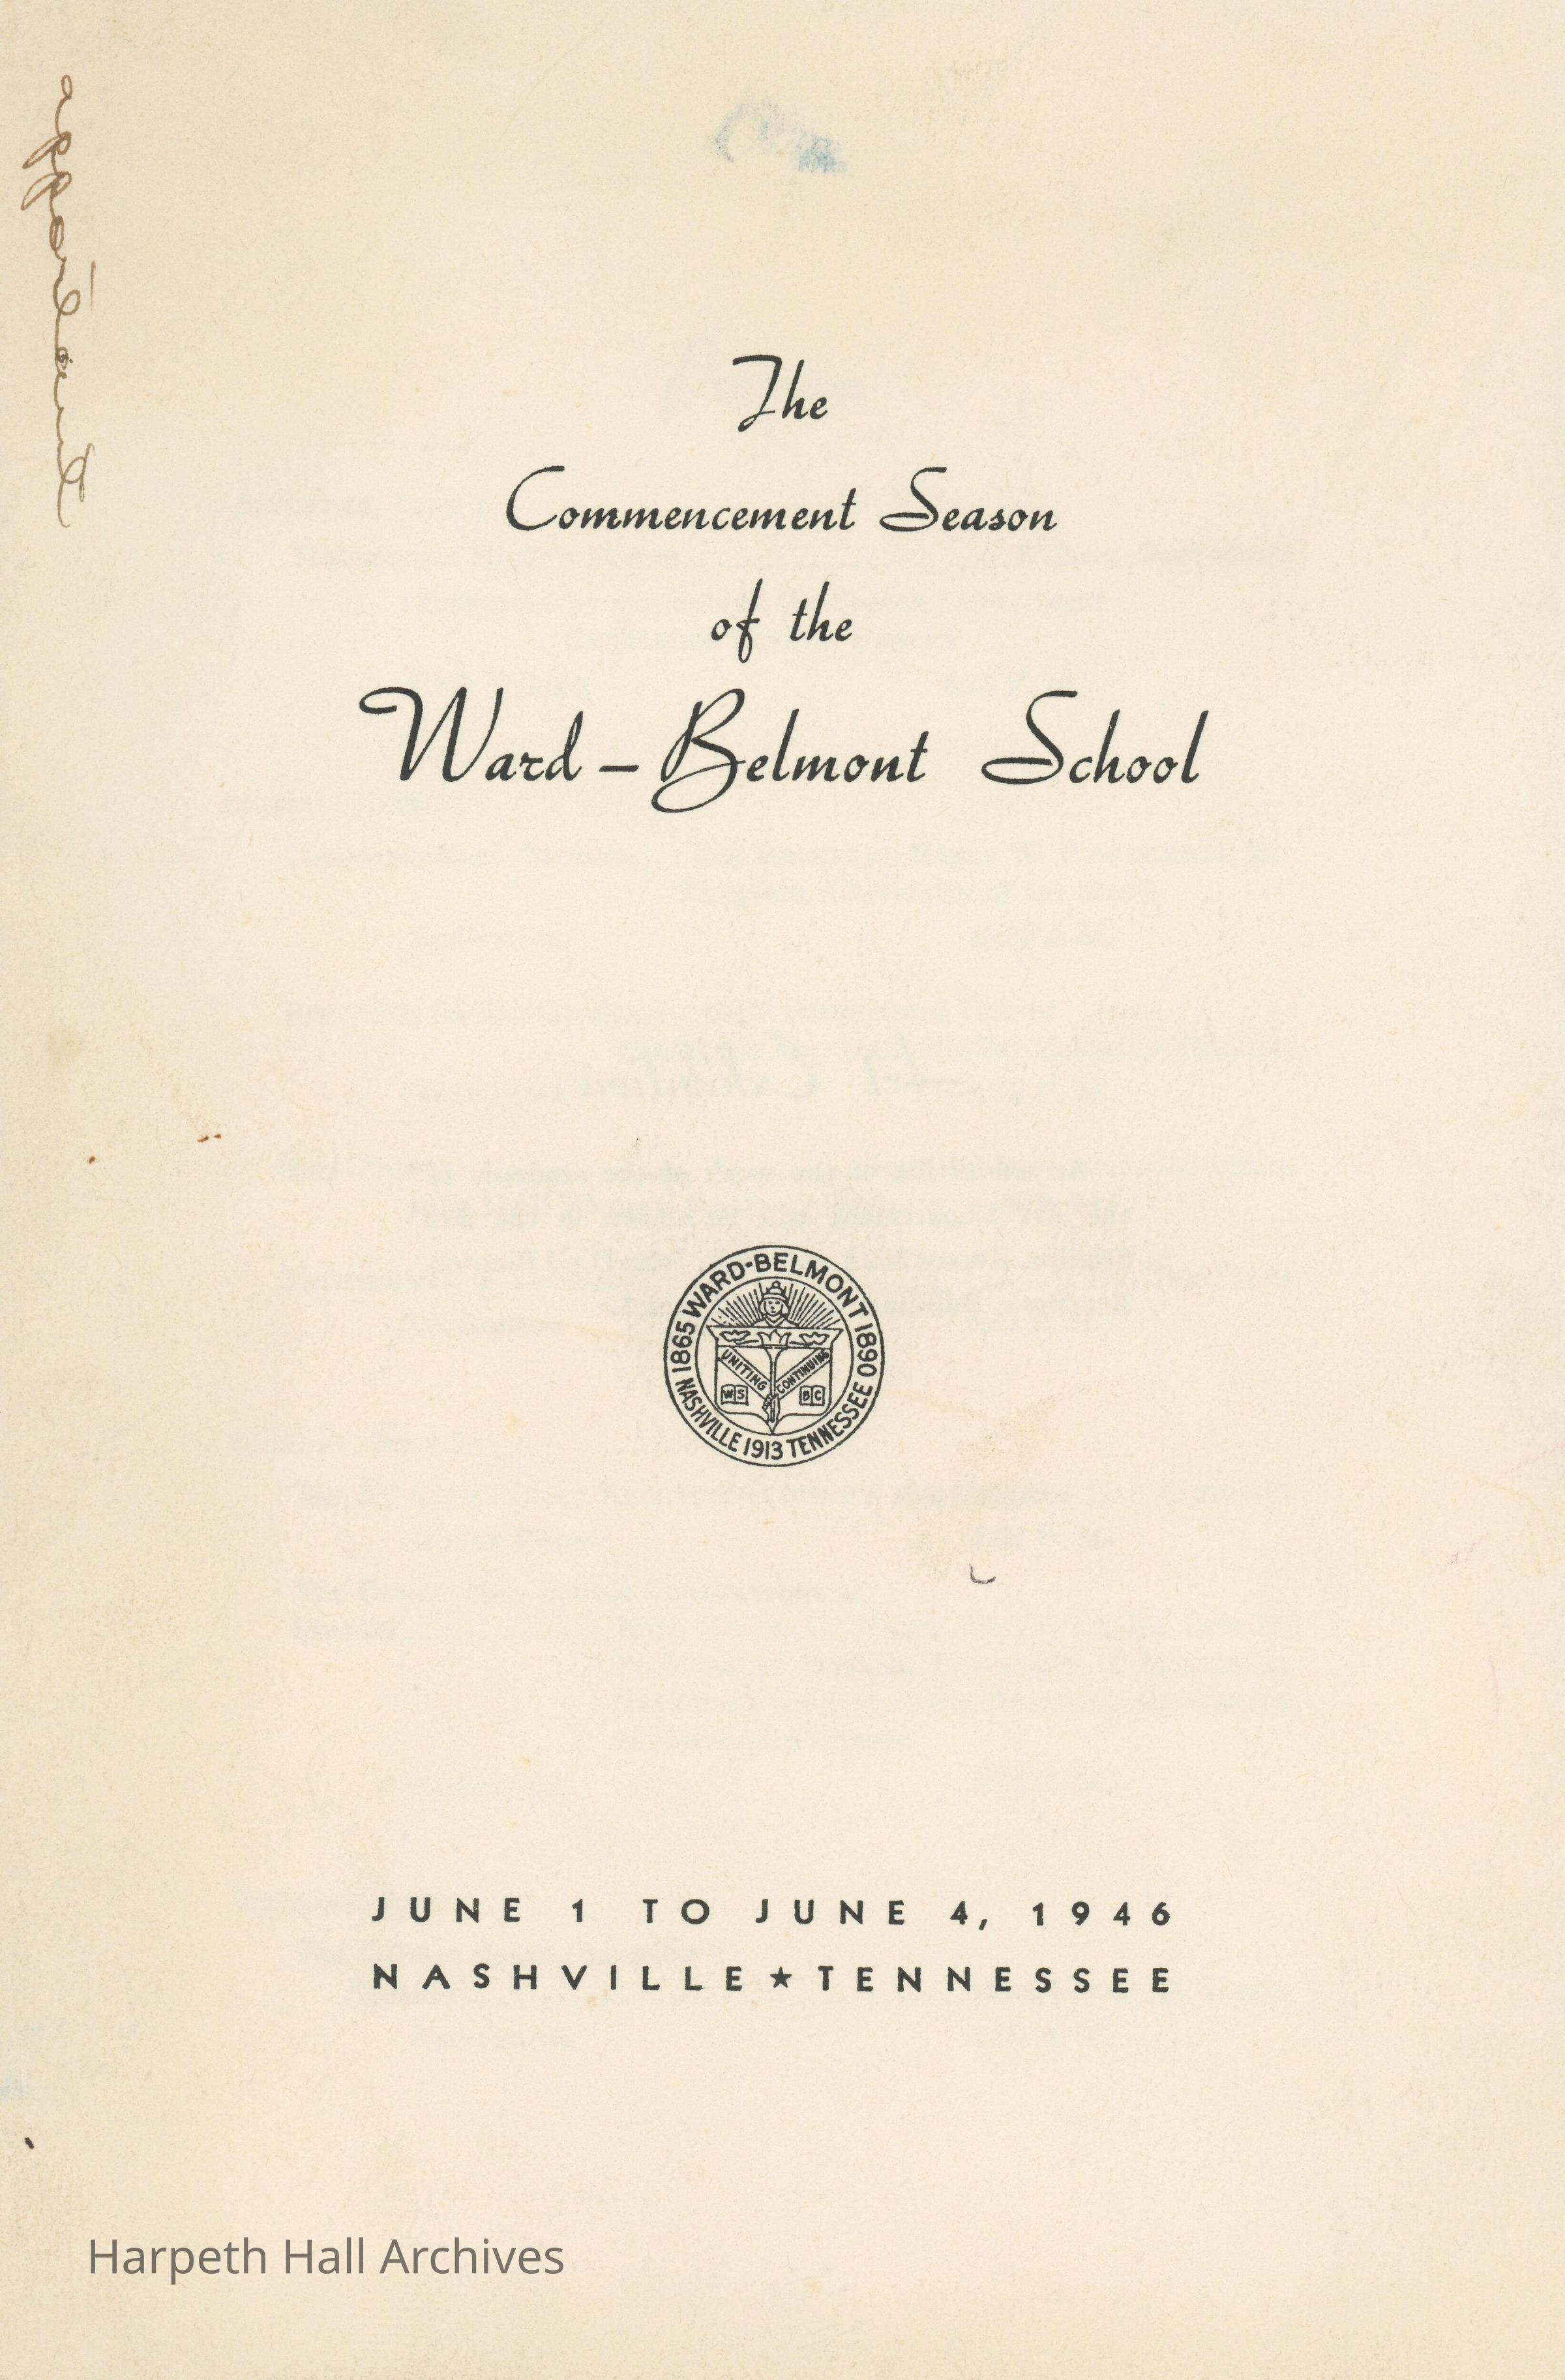 The
Commencement Season
of the
Ward – Belmont School
1865 WARD-BELMONT 1890
UNITING CONTINUING
WS BC
NASHVILLE 1913 TENNESSEE
JUNE 1 TO JUNE 4, 1946
NASHVILLE★TENNESSEE
Harpeth Hall Archives